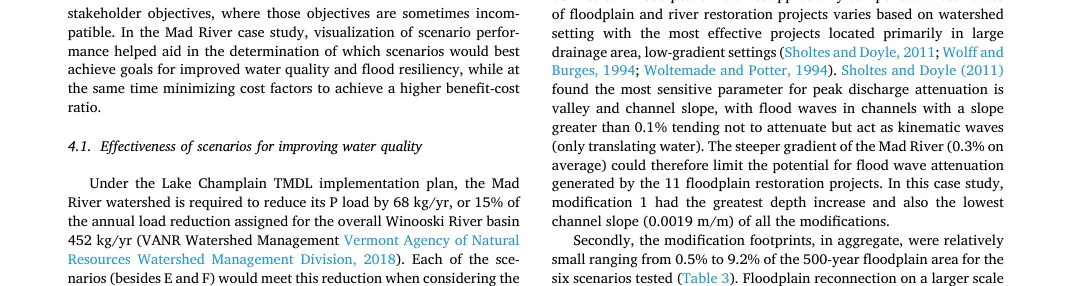 stakeholder objectives, where those objectives are sometimes incom-
patible. In the Mad River case study, visualization of scenario perfor-
mance helped aid in the determination of which scenarios would best
achieve goals for improved water quality and flood resiliency, while at
the same time minimizing cost factors to achieve a higher benefit-cost
ratio.
4.1. Effectiveness of scenarios for improving water quality
Under the Lake Champlain TMDL implementation plan, the Mad
River watershed is required to reduce its P load by 68 kg/yr, or 15% of
the annual load reduction assigned for the overall Winooski River basin
452 kg/yr (VANR Watershed Management Vermont Agency of Natural
Resources Watershed Management Division, 2018). Each of the sce-
narios (besides E and F) would meet this reduction when considering the
of floodplain and river restoration projects varies based on watershed
setting with the most effective projects located primarily in large
drainage area, low-gradient settings (Sholtes and Doyle, 2011; Wolff and
Burges, 1994; Woltemade and Potter, 1994). Sholtes and Doyle (2011)
found the most sensitive parameter for peak discharge attenuation is
valley and channel slope, with flood waves in channels with a slope
greater than 0.1% tending not to attenuate but act as kinematic waves
(only translating water). The steeper gradient of the Mad River (0.3% on
average) could therefore limit the potential for flood wave attenuation
generated by the 11 floodplain restoration projects. In this case study,
modification 1 had the greatest depth increase and also the lowest
channel slope (0.0019 m/m) of all the modifications.
Secondly, the modification footprints, in aggregate, were relatively
small ranging from 0.5% to 9.2% of the 500-year floodplain area for the
six scenarios tested (Table 3). Floodplain reconnection on a larger scale